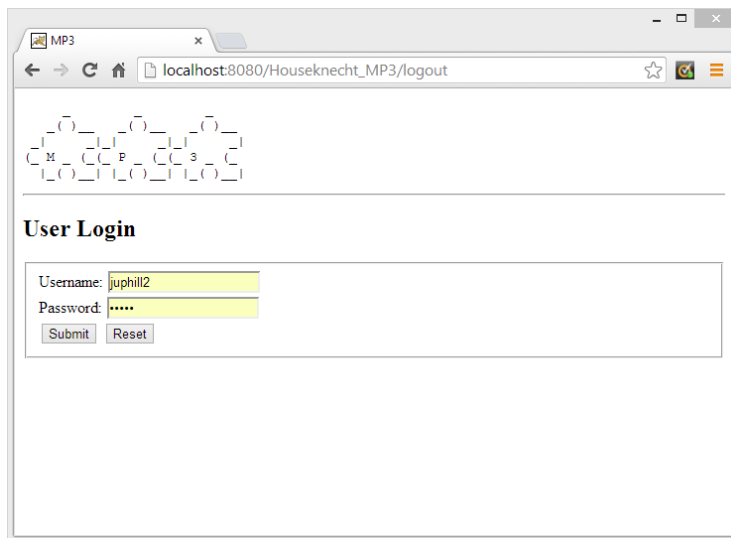 MP3
localhost:8080/Houseknecht_MP3/logout
M P 3
User Login
Username: juphill2
Password: •••••
Submit Reset